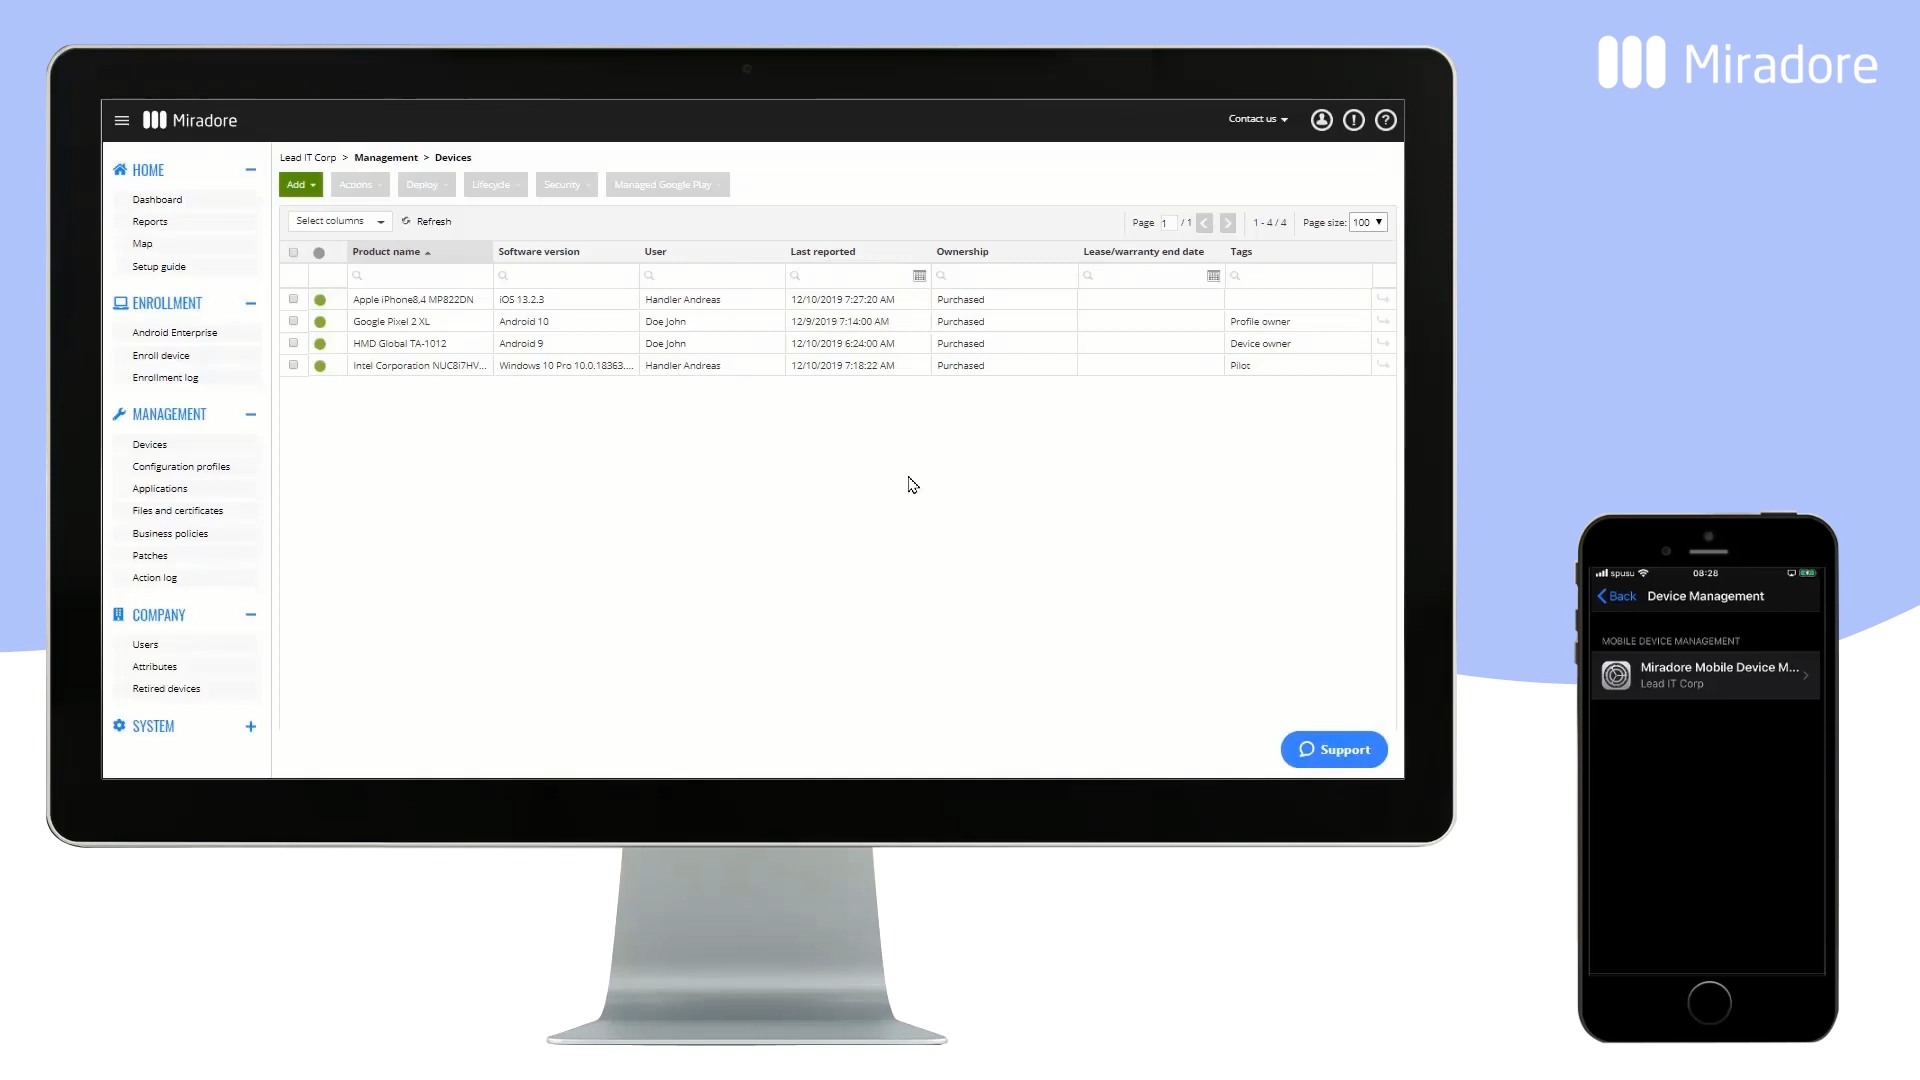 Miradore
Miradore
Contact us
HOME
Dashboard
Reports
Map
Setup guide
ENROLLMENT
Android Enterprise
Enroll device
Enrollment log
MANAGEMENT
Devices
Configuration profiles
Applications
Files and certificates
Business policies
Patches
Action log
COMPANY
Users
Attributes
Retired devices
SYSTEM
Lead IT Corp > Management > Devices
Add Actions Deploy Lifecycle Security Managed Google Play
Select columns Refresh Page 1 / 1 1 - 4 / 4 Page size: 100
Product name Software version User Last reported Ownership Lease/warranty end date Tags
Apple iPhone8,4 MP822DN iOS 13.2.3 Handler Andreas 12/10/2019 7:27:20 AM Purchased
Google Pixel 2 XL Android 10 Doe John 12/9/2019 7:14:00 AM Purchased Profile owner
HMD Global TA-1012 Android 9 Doe John 12/10/2019 6:24:00 AM Purchased Device owner
Intel Corporation NUC8i7HV... Windows 10 Pro 10.0.18363.... Handler Andreas 12/10/2019 7:18:22 AM Purchased Pilot
Support
spusu 08:28
Back Device Management
MOBILE DEVICE MANAGEMENT
Miradore Mobile Device M...
Lead IT Corp